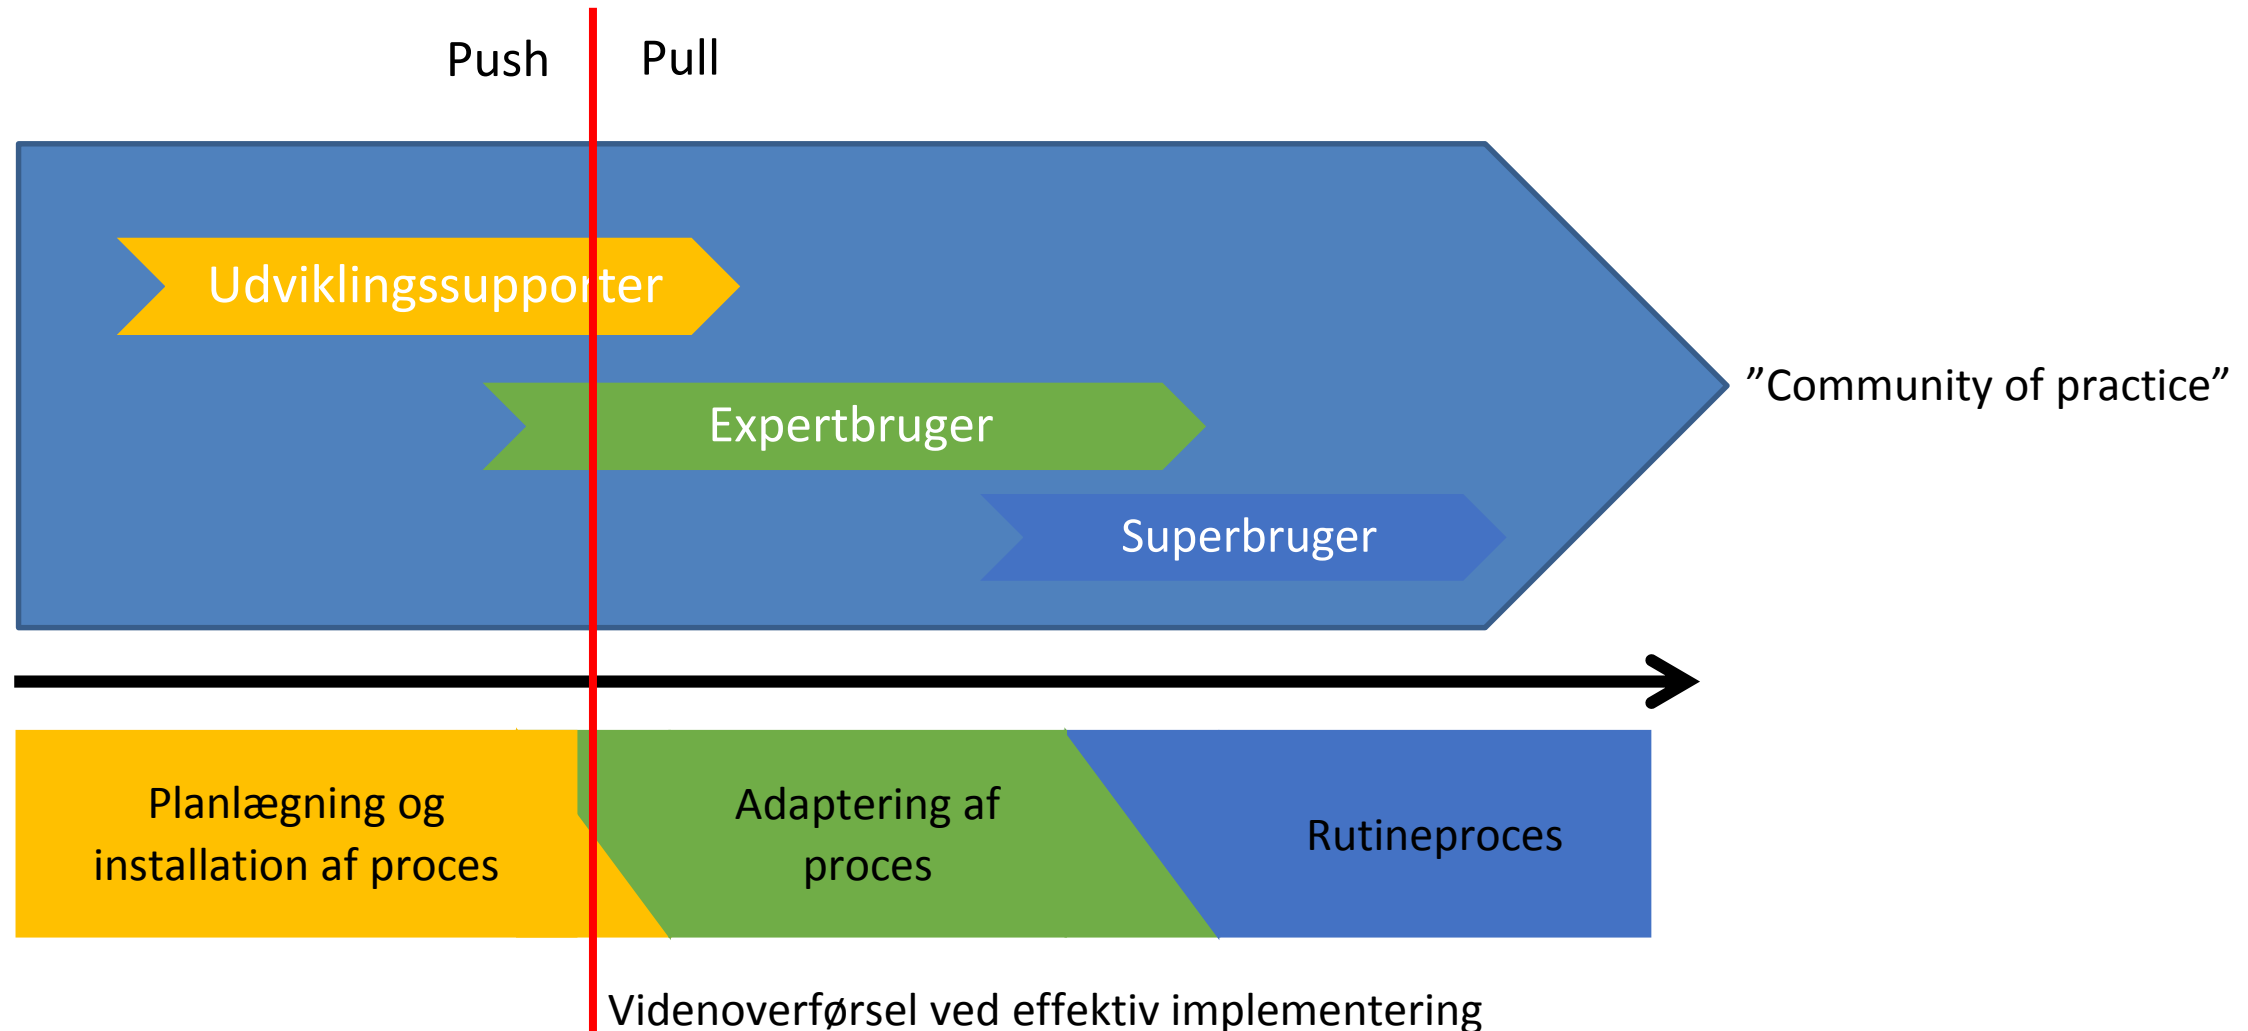 Push
Pull
Udviklingssupporter
Expertbruger
Superbruger
”Community of practice”
Planlægning og
installation af proces
Adaptering af
proces
Rutineproces
Videnoverførsel ved effektiv implementering